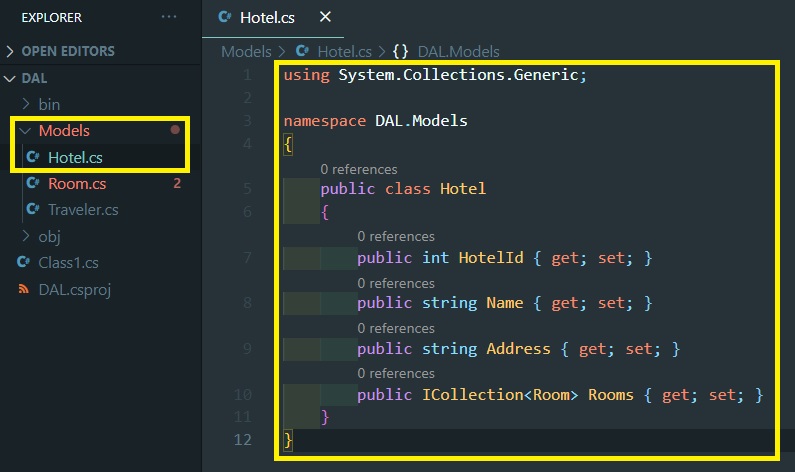 EXPLORER ···
OPEN EDITORS
DAL
bin
Models
C# Hotel.cs
C# Room.cs 2
C# Traveler.cs
obj
C# Class1.cs
DAL.csproj
C# Hotel.cs ×
Models > C# Hotel.cs > {} DAL.Models
1 using System.Collections.Generic;
2
3 namespace DAL.Models
4 {
0 references
5 public class Hotel
6 {
0 references
7 public int HotelId { get; set; }
0 references
8 public string Name { get; set; }
0 references
9 public string Address { get; set; }
0 references
10 public ICollection<Room> Rooms { get; set; }
11 }
12 }